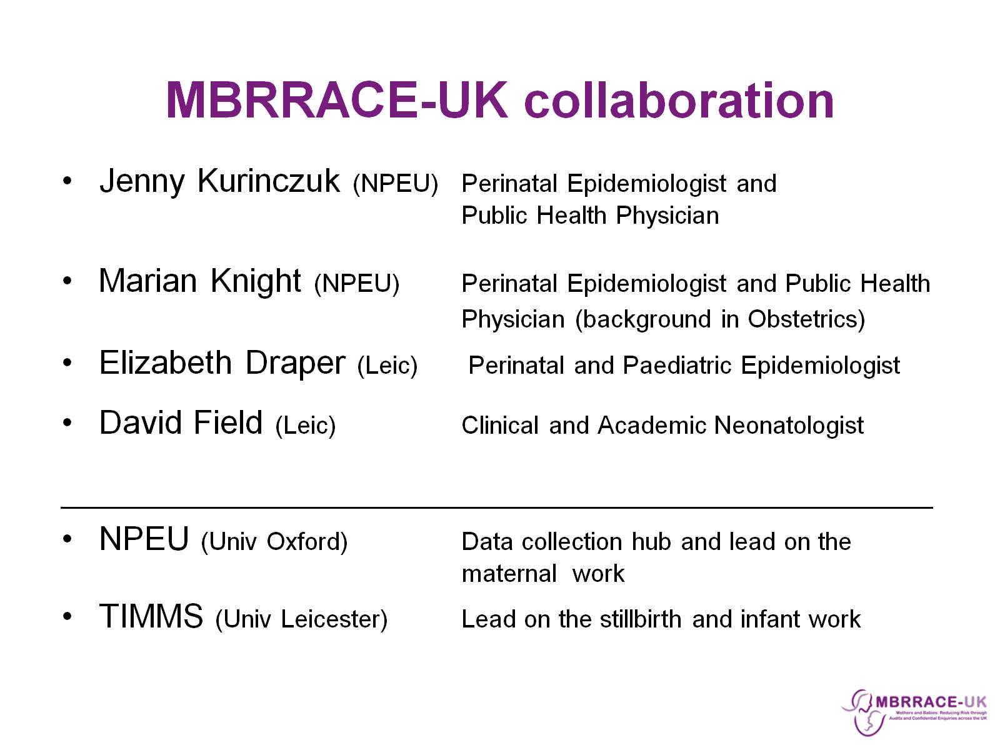 MBRRACE-UK collaboration
• Jenny Kurinczuk (NPEU) Perinatal Epidemiologist and
Public Health Physician
• Marian Knight (NPEU) Perinatal Epidemiologist and Public Health
Physician (background in Obstetrics)
• Elizabeth Draper (Leic) Perinatal and Paediatric Epidemiologist
• David Field (Leic) Clinical and Academic Neonatologist
• NPEU (Univ Oxford) Data collection hub and lead on the
maternal work
• TIMMS (Univ Leicester) Lead on the stillbirth and infant work
MBRRACE-UK
Mothers and Babies: Reducing Risk through
Audits and Confidential Enquiries across the UK